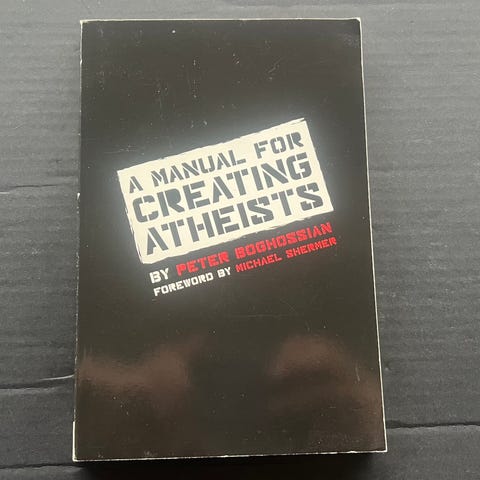 A MANUAL FOR
CREATING
ATHEISTS
BY PETER BOGHOSSIAN
FOREWORD BY MICHAEL SHERMER